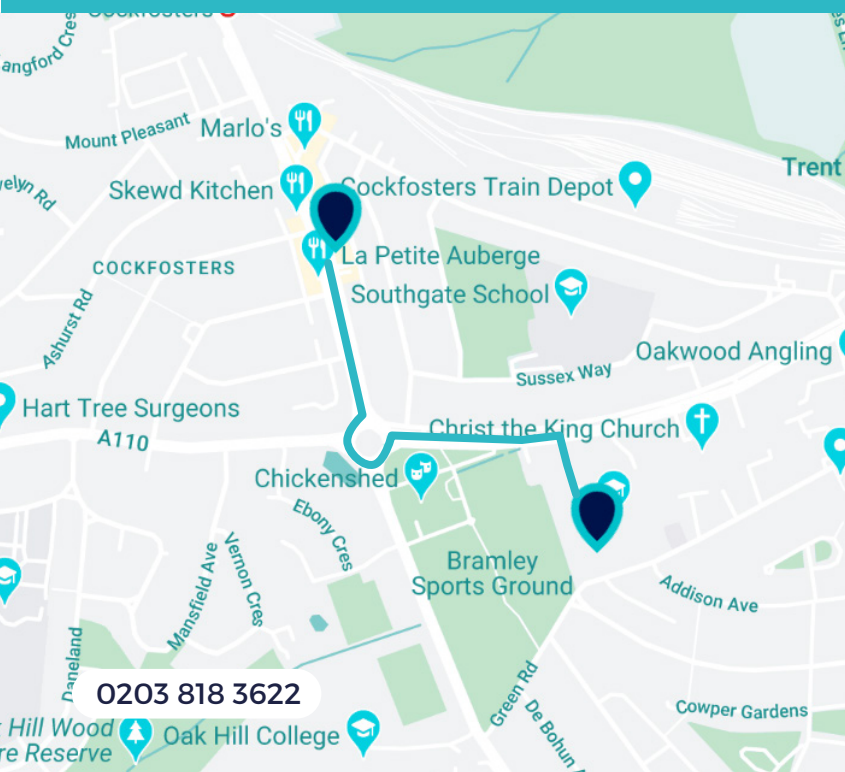 Cockfosters
angford Cres
Mount Pleasant
Marlo's
Trent
elyn Rd
Skewd Kitchen
Cockfosters Train Depot
COCKFOSTERS
La Petite Auberge
Southgate School
Ashurst Rd
Oakwood Angling
Sussex Way
Hart Tree Surgeons
A110
Christ the King Church
Chickenshed
Ebony Cres
Vernon Cres
Mansfield Ave
Bramley
Sports Ground
Addison Ave
Daneland
0203 818 3622
Green Rd
De Bohun A
Cowper Gardens
Hill Wood
re Reserve
Oak Hill College